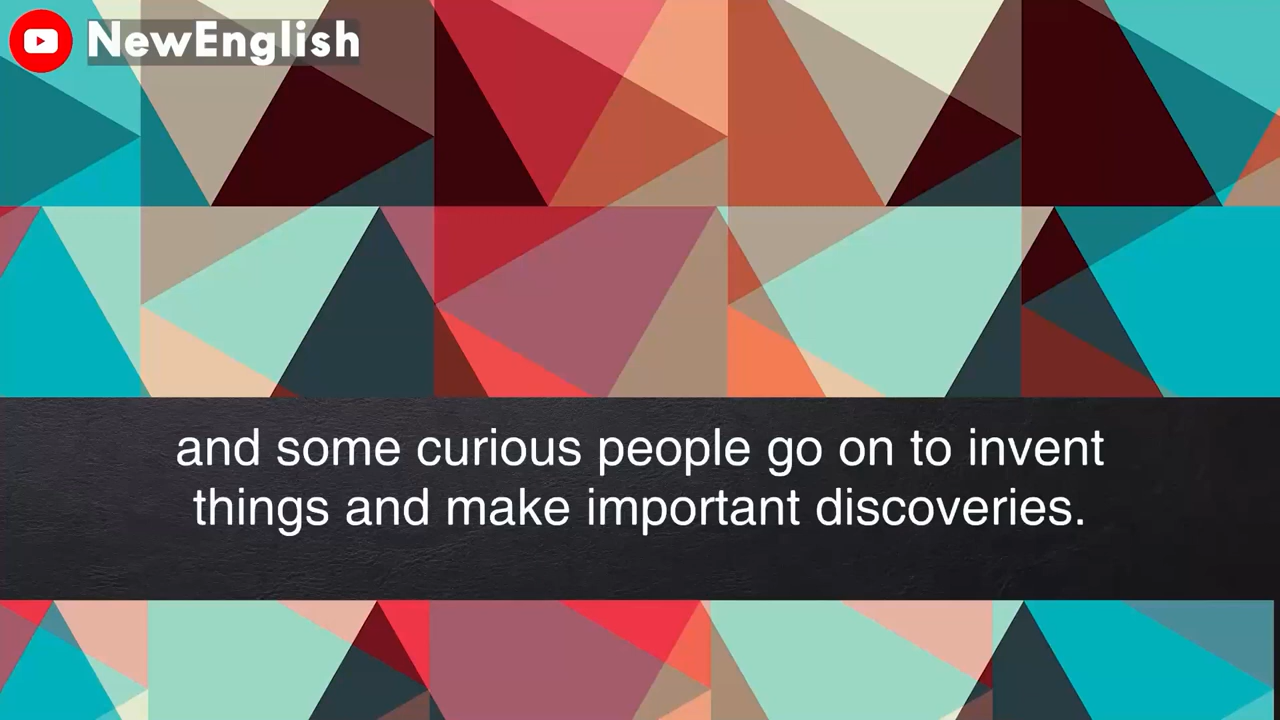 NewEnglish
and some curious people go on to invent
things and make important discoveries.